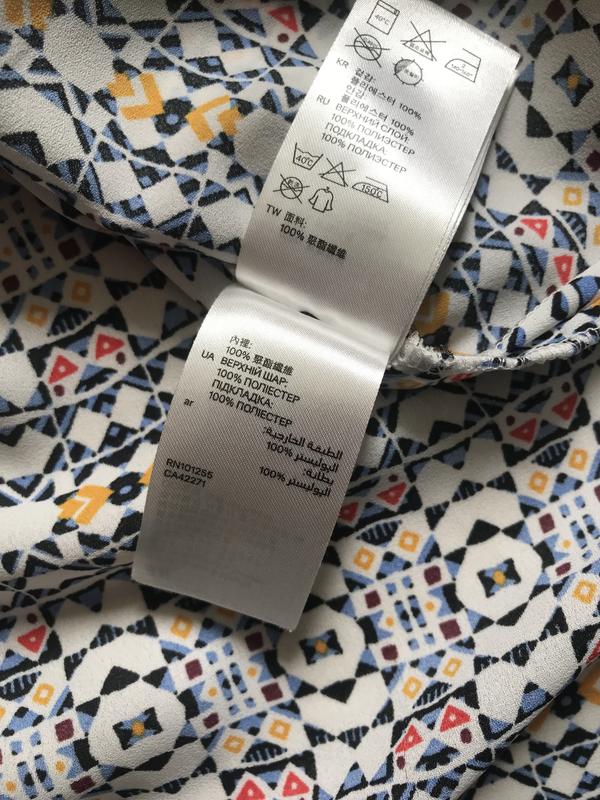 40°C
KR 겉감:
폴리에스터 100%
안감:
폴리에스터 100%
RU ВЕРХНИЙ СЛОЙ:
100% ПОЛИЭСТЕР
ПОДКЛАДКА:
100% ПОЛИЭСТЕР
40°C
150°C
TW 面料:
100% 聚酯纖維
內裡:
100% 聚酯纖維
UA ВЕРХНІЙ ШАР:
100% ПОЛІЕСТЕР
ПІДКЛАДКА:
100% ПОЛІЕСТЕР
ar
الطبقة الخارجية:
البوليستر 100%
بطانة:
البوليستر 100%
RN101255
CA42271